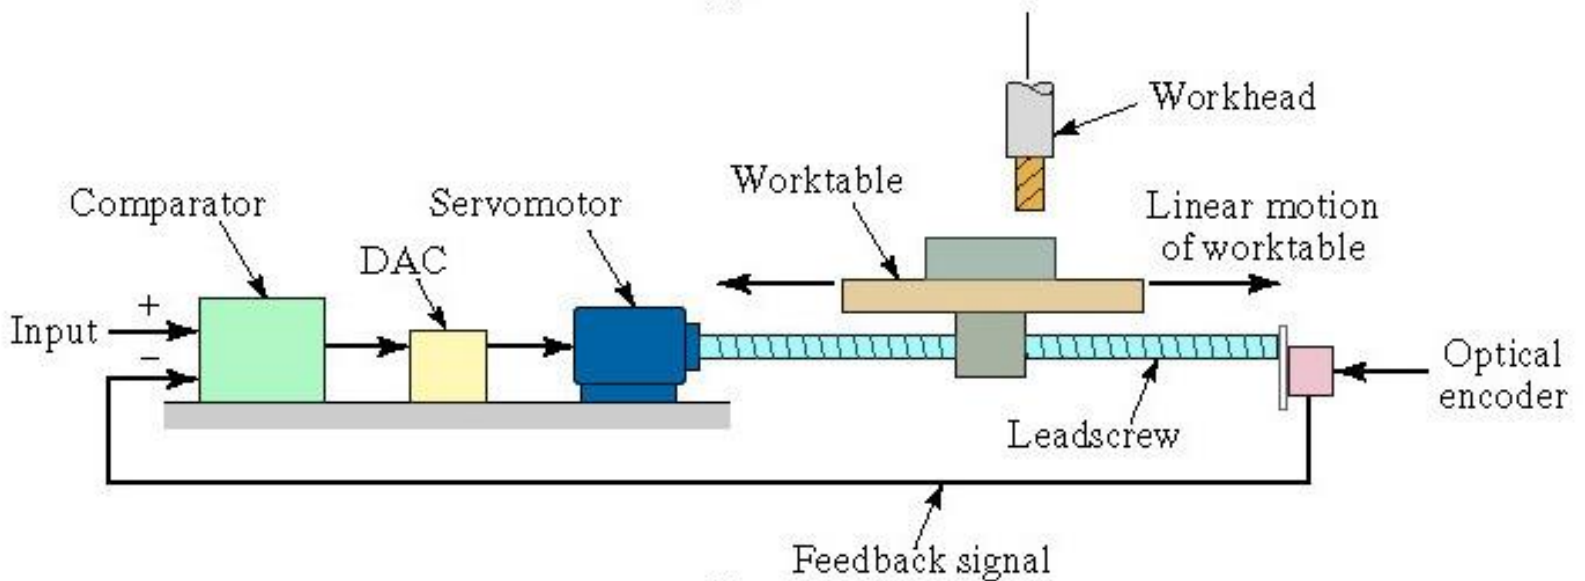 Workhead
Worktable
Comparator
Servomotor
Linear motion
of worktable
DAC
+
Input
−
Optical
encoder
Leadscrew
Feedback signal